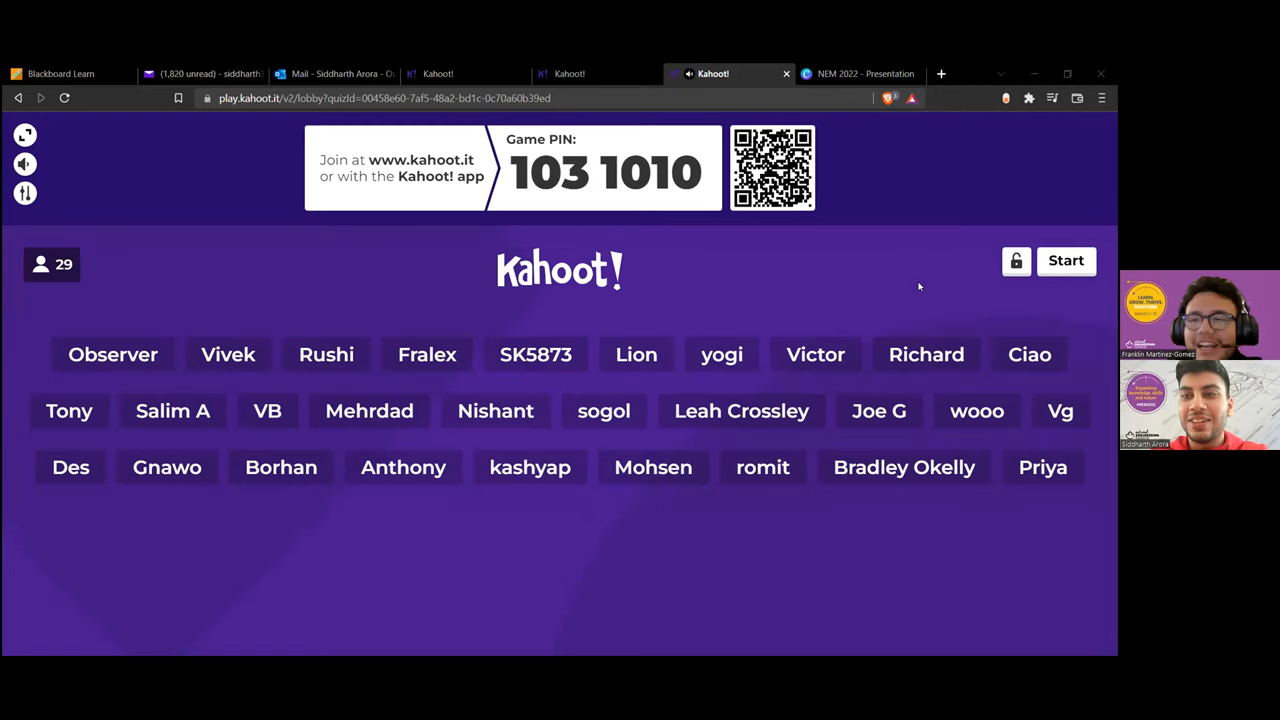 Blackboard Learn
(1,820 unread) - siddharth
Mail - Siddharth Arora - Ou
Kahoot!
Kahoot!
Kahoot!
NEM 2022 - Presentation
play.kahoot.it/v2/lobby?quizId=00458e60-7af5-48a2-bd1c-0c70a60b39ed
Join at www.kahoot.it
or with the Kahoot! app
Game PIN:
103 1010
29
Kahoot!
Start
Observer Vivek Rushi Fralex SK5873 Lion yogi Victor Richard Ciao
Tony Salim A VB Mehrdad Nishant sogol Leah Crossley Joe G wooo Vg
Des Gnawo Borhan Anthony kashyap Mohsen romit Bradley Okelly Priya
LEARN.
GROW. THRIVE.
Franklin Martinez-Gomez
Siddharth Arora